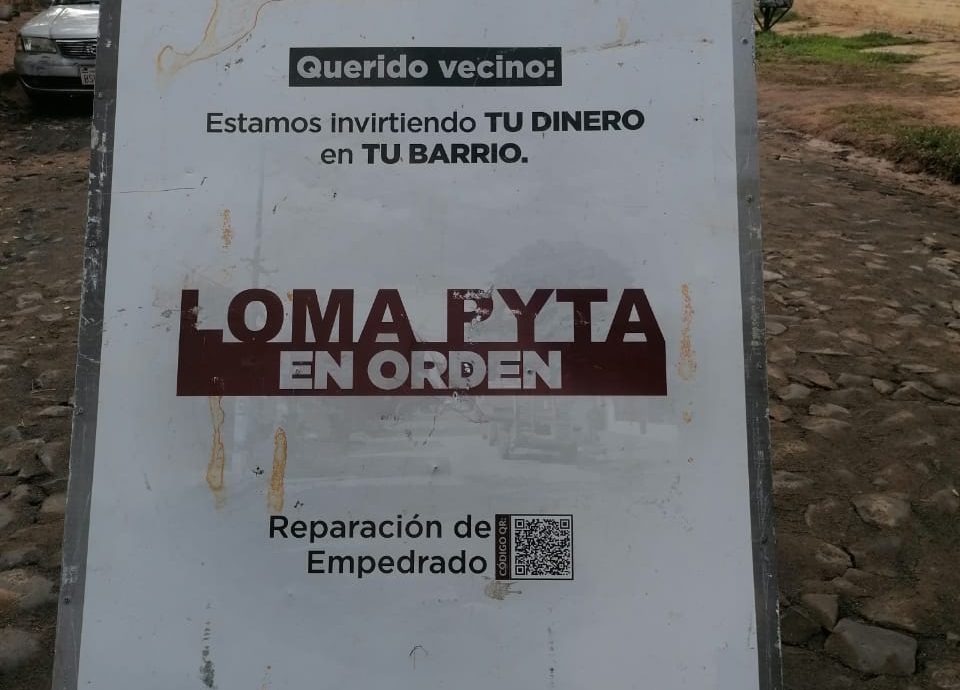 Querido vecino:
Estamos invirtiendo TU DINERO
en TU BARRIO.
LOMA PYTA
EN ORDEN
Reparación de
Empedrado
CÓDIGO QR: